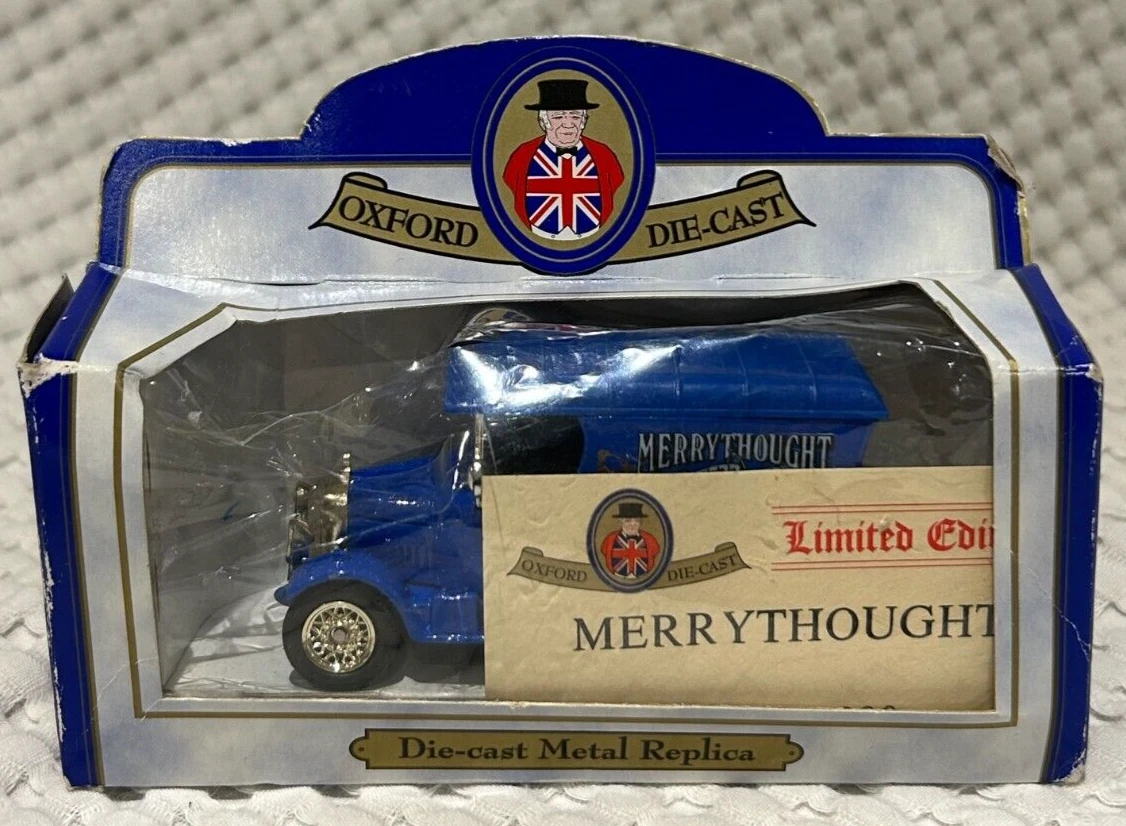 OXFORD DIE-CAST
MERRYTHOUGHT
Limited Edi
OXFORD DIE-CAST
MERRYTHOUGHT
Die-cast Metal Replica